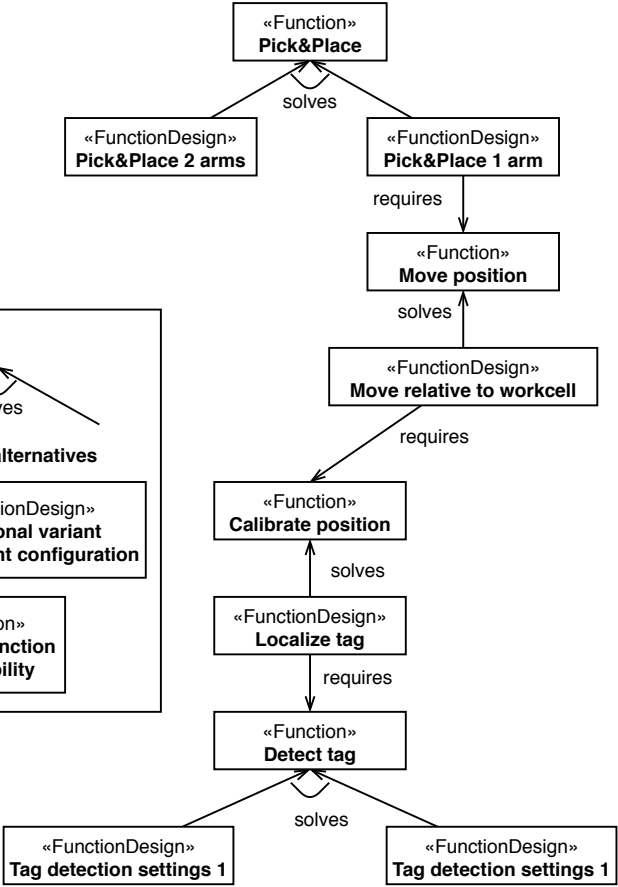 «Function»
Pick&Place
solves
«FunctionDesign»
Pick&Place 2 arms
«FunctionDesign»
Pick&Place 1 arm
requires
«Function»
Move position
solves
«FunctionDesign»
Move relative to workcell
requires
«Function»
Calibrate position
solves
«FunctionDesign»
Localize tag
requires
«Function»
Detect tag
solves
«FunctionDesign»
Tag detection settings 1
«FunctionDesign»
Tag detection settings 1
ves
lternatives
ionDesign»
onal variant
nt configuration
on»
nction
bility